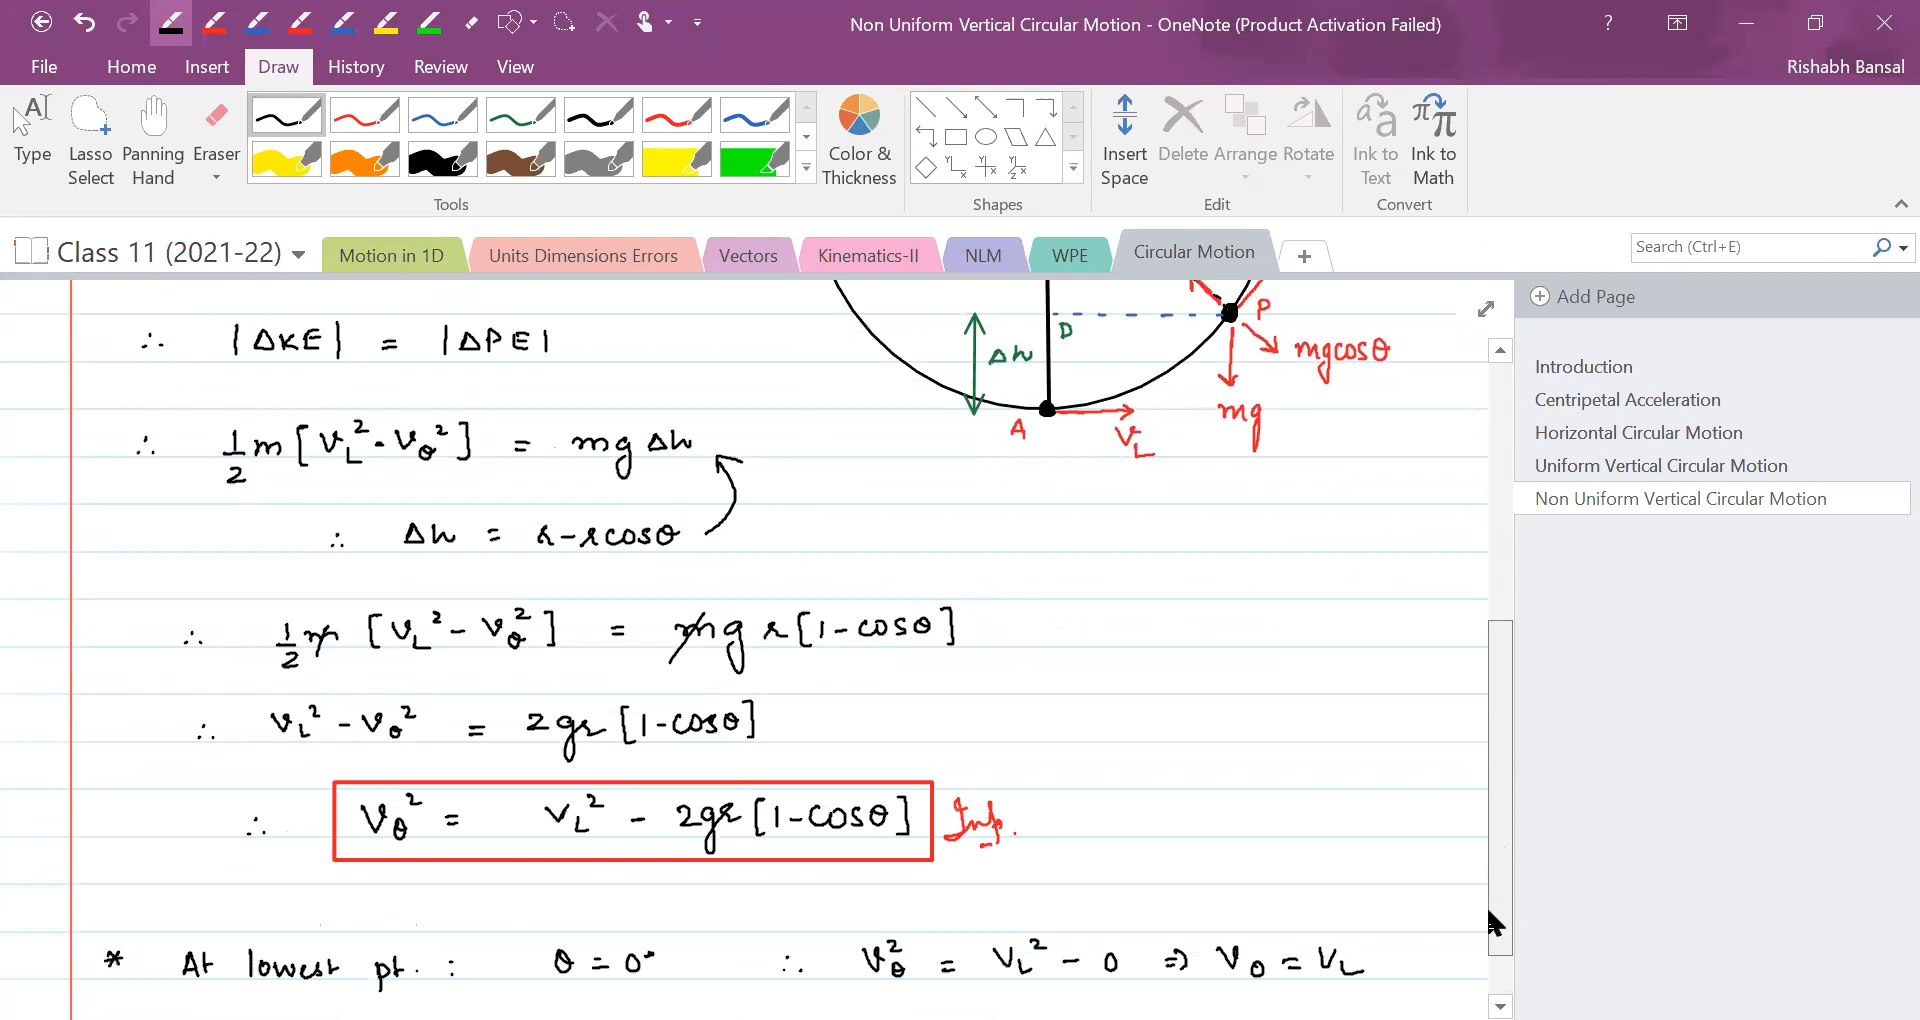 Non Uniform Vertical Circular Motion - OneNote (Product Activation Failed)
?
File Home Insert Draw History Review View
Rishabh Bansal
Type
Lasso Select
Panning Hand
Eraser
Color & Thickness
Insert Space
Delete
Arrange
Rotate
Ink to Text
Ink to Math
Tools
Shapes
Edit
Convert
Class 11 (2021-22)
Motion in 1D
Units Dimensions Errors
Vectors
Kinematics-II
NLM
WPE
Circular Motion
Search (Ctrl+E)
Add Page
Introduction
Centripetal Acceleration
Horizontal Circular Motion
Uniform Vertical Circular Motion
Non Uniform Vertical Circular Motion
P
D
Δh
mgcosθ
mg
A
V_L
∴ |ΔKE| = |ΔPE|
∴ 1/2 m [V_L² - V_θ²] = mg Δh
∴ Δh = r-rcosθ
∴ 1/2 m [V_L² - V_θ²] = mg r[1-cosθ]
∴ V_L² - V_θ² = 2gr [1-cosθ]
∴ V_θ² = V_L² - 2gr [1-cosθ] Imp.
* At lowest pt. : θ = 0° ∴ V_θ² = V_L² - 0 ⇒ V_θ = V_L